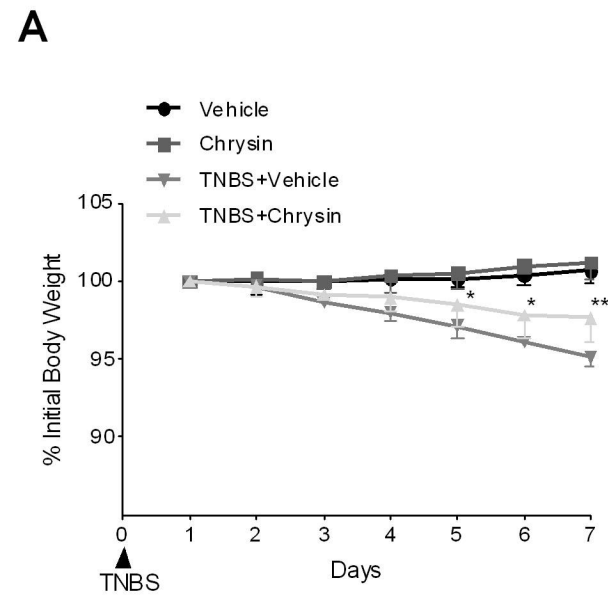 A
Vehicle
Chrysin
TNBS+Vehicle
TNBS+Chrysin
105
100
95
90
% Initial Body Weight
* * **
0 1 2 3 4 5 6 7
Days
TNBS